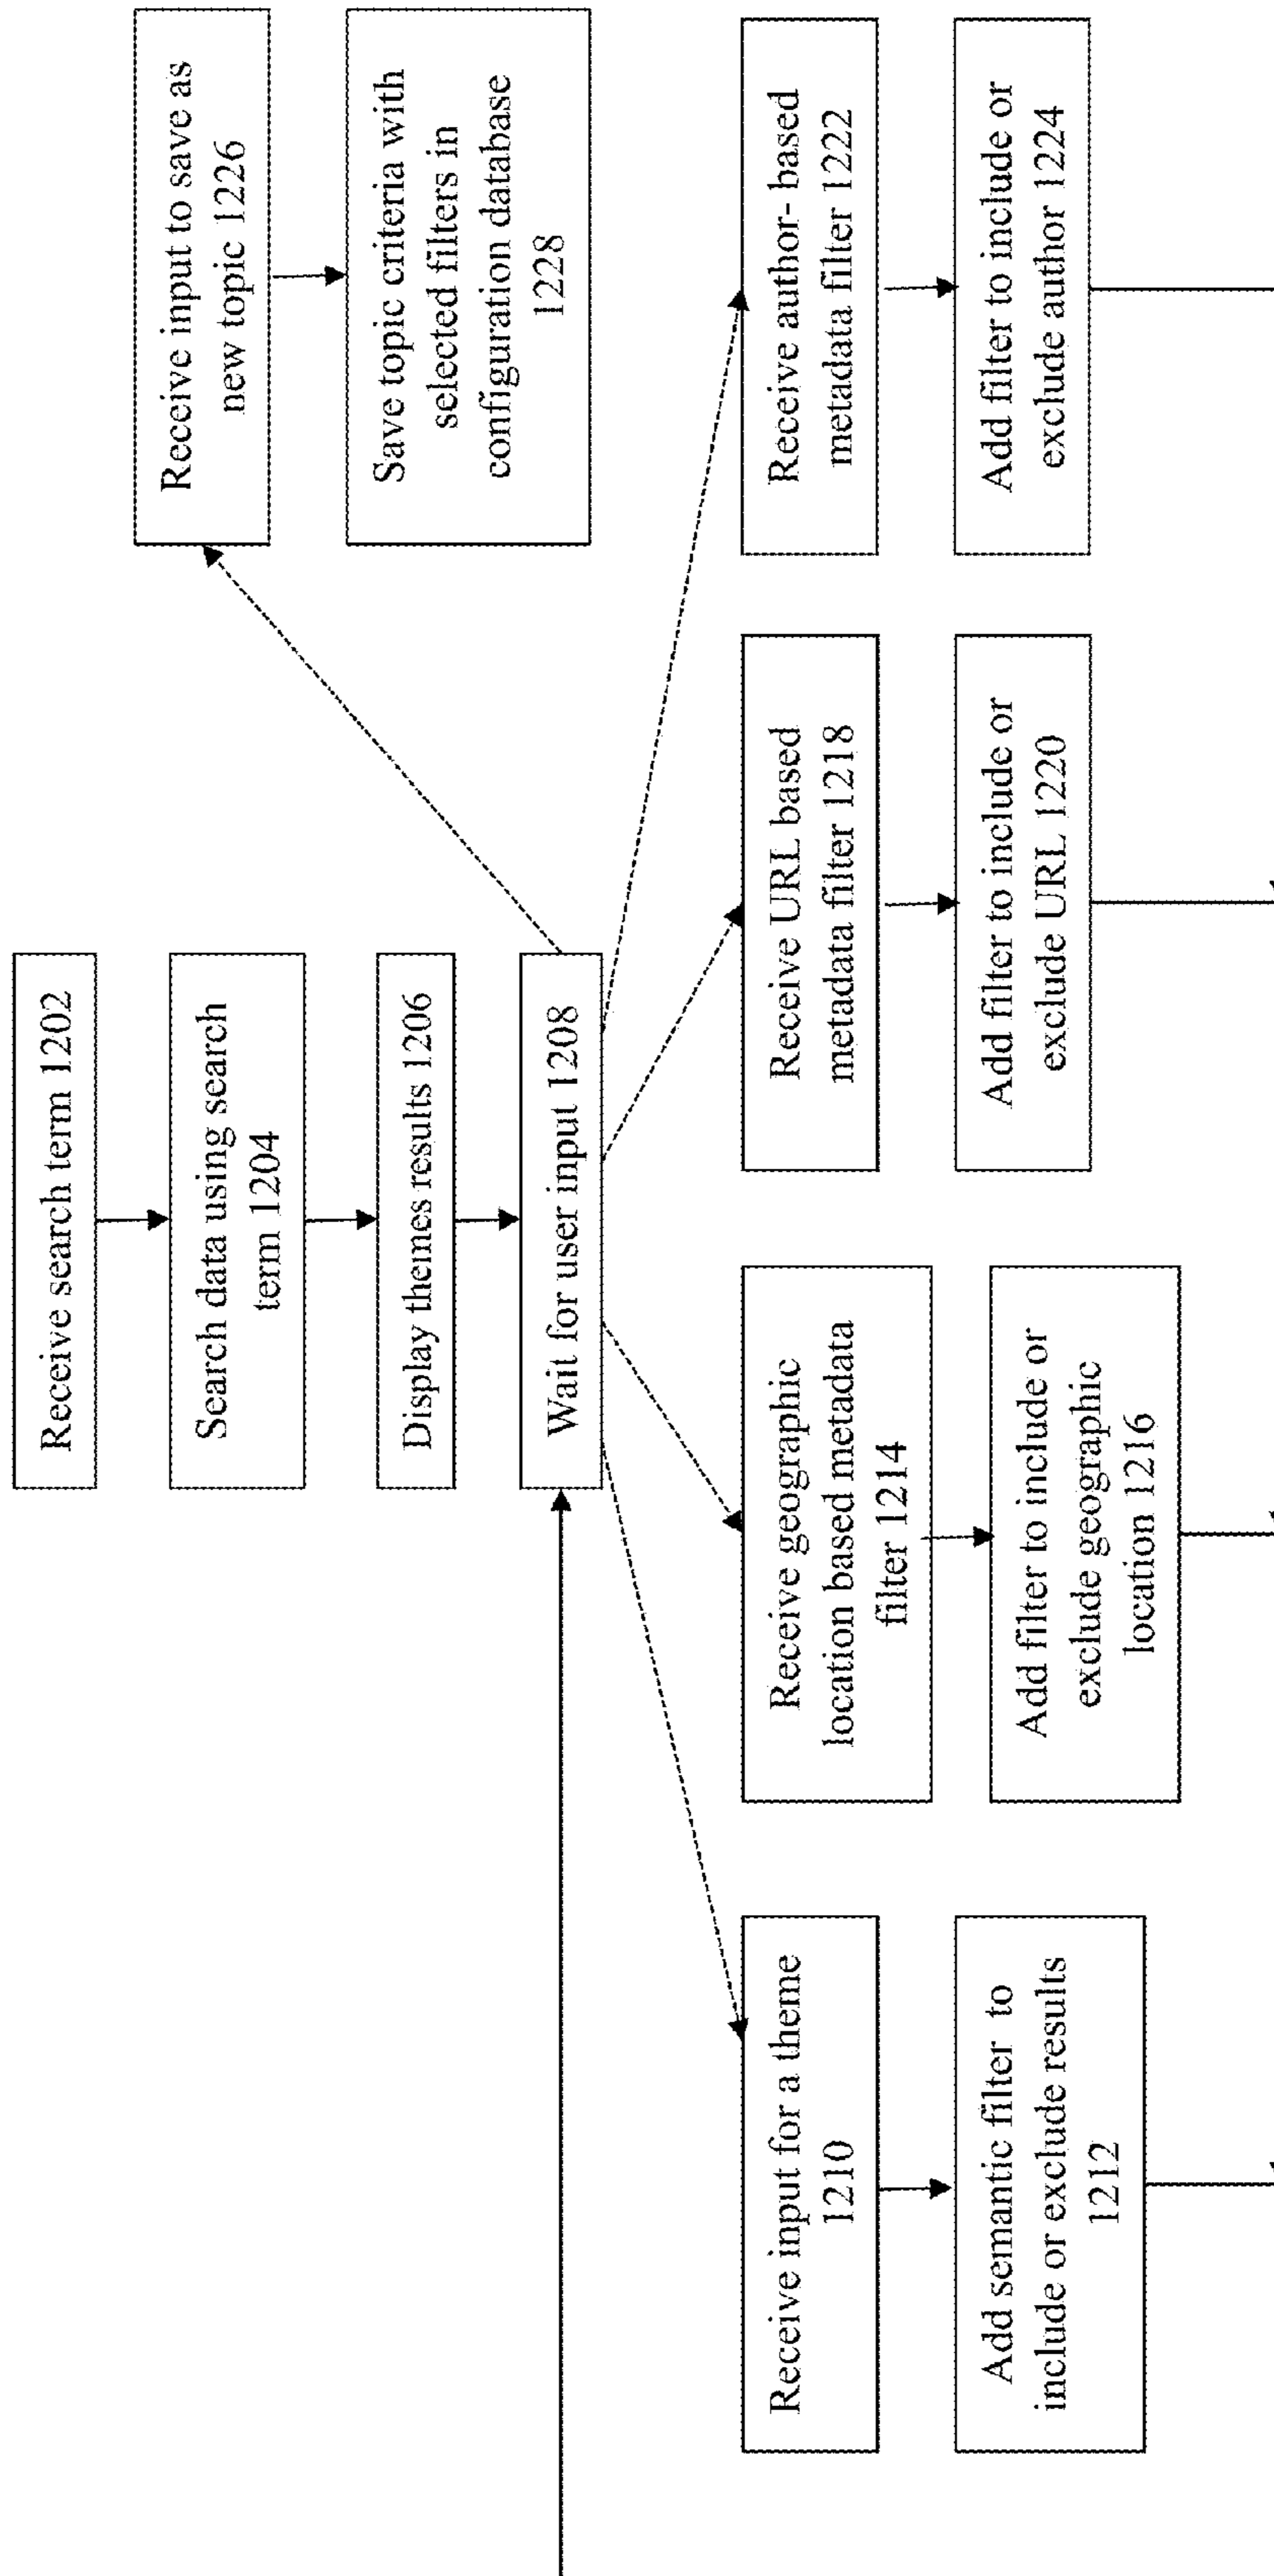 Receive search term 1202
Search data using search
term 1204
Display themes results 1206
Wait for user input 1208
Receive input for a theme
1210
Add semantic filter to
include or exclude results
1212
Receive geographic
location based metadata
filter 1214
Add filter to include or
exclude geographic
location 1216
Receive URL based
metadata filter 1218
Add filter to include or
exclude URL 1220
Receive author- based
metadata filter 1222
Add filter to include or
exclude author 1224
Receive input to save as
new topic 1226
Save topic criteria with
selected filters in
configuration database
1228